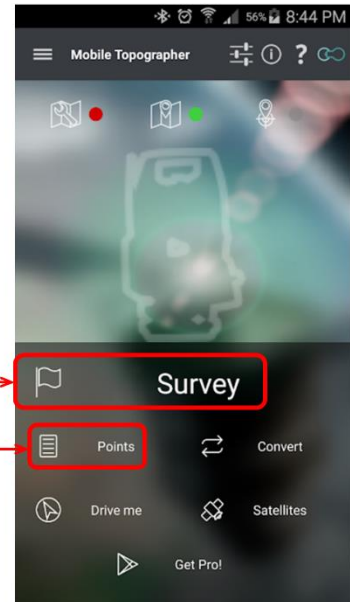 56% 8:44 PM
Mobile Topographer ?
Survey
Points Convert
Drive me Satellites
Get Pro!